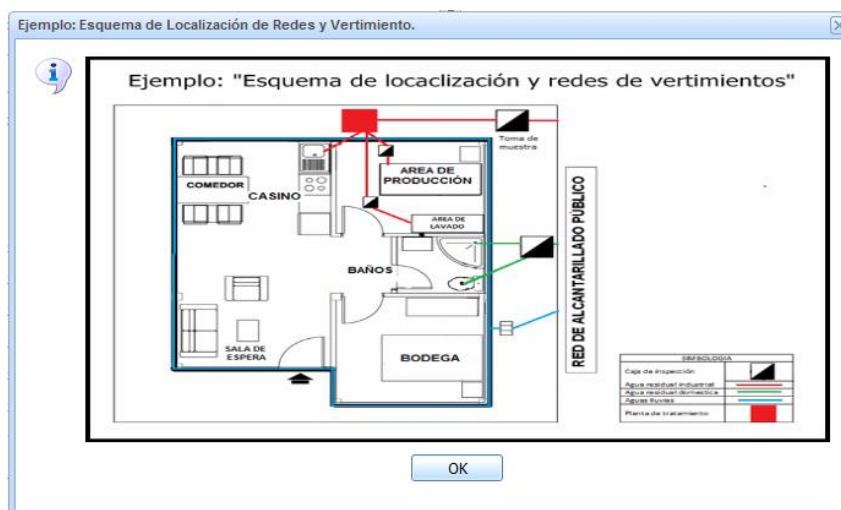 Ejemplo: Esquema de Localización de Redes y Vertimiento.
Ejemplo: "Esquema de locaclización y redes de vertimientos"
Toma de
muestra
AREA DE
PRODUCCIÓN
COMEDOR
CASINO
AREA DE
LAVADO
BAÑOS
SALA DE
ESPERA
BODEGA
RED DE ALCANTARILLADO PÚBLICO
SIMBOLOGIA
Caja de inspección
Agua residual industrial
Agua residual domestica
Aguas lluvias
Planta de tratamiento
OK